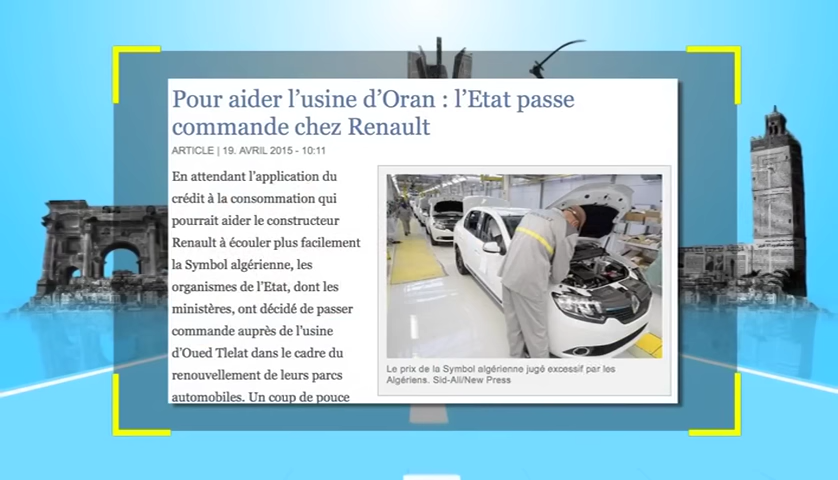 Pour aider l'usine d'Oran : l'Etat passe
commande chez Renault
ARTICLE | 19. AVRIL 2015 - 10:11
En attendant l'application du
crédit à la consommation qui
pourrait aider le constructeur
Renault à écouler plus facilement
la Symbol algérienne, les
organismes de l'Etat, dont les
ministères, ont décidé de passer
commande auprès de l'usine
d'Oued Tlelat dans le cadre du
renouvellement de leurs parcs
automobiles. Un coup de pouce
Le prix de la Symbol algérienne jugé excessif par les
Algériens. Sid-Ali/New Press